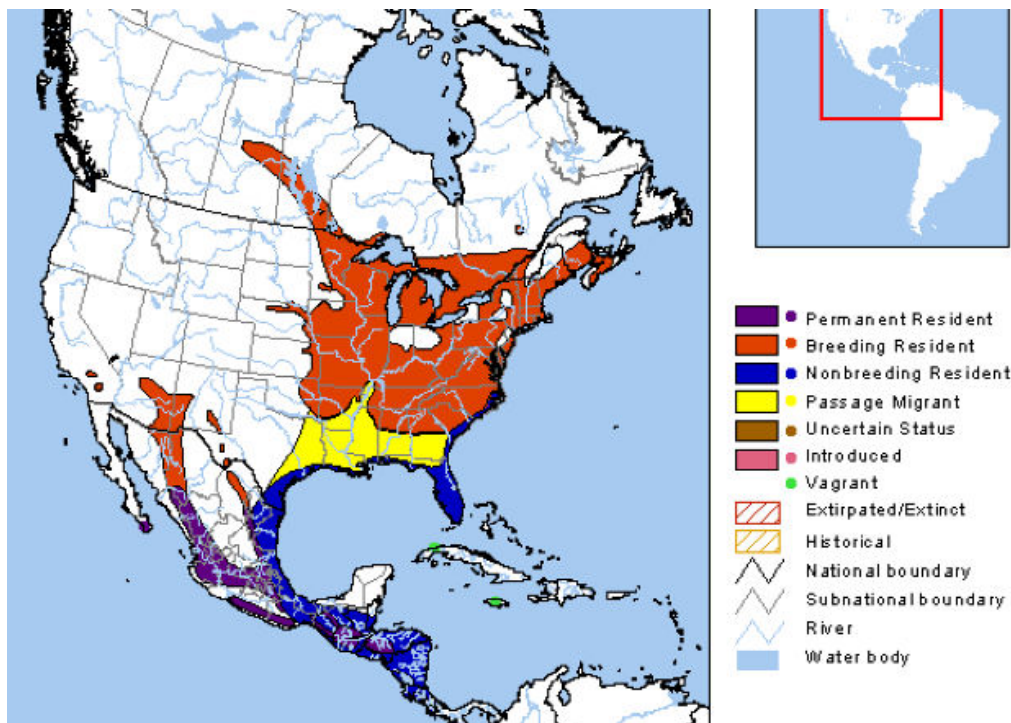 Permanent Resident
Breeding Resident
Nonbreeding Resident
Passage Migrant
Uncertain Status
Introduced
Vagrant
Extirpated/Extinct
Historical
National boundary
Subnational boundary
River
Water body